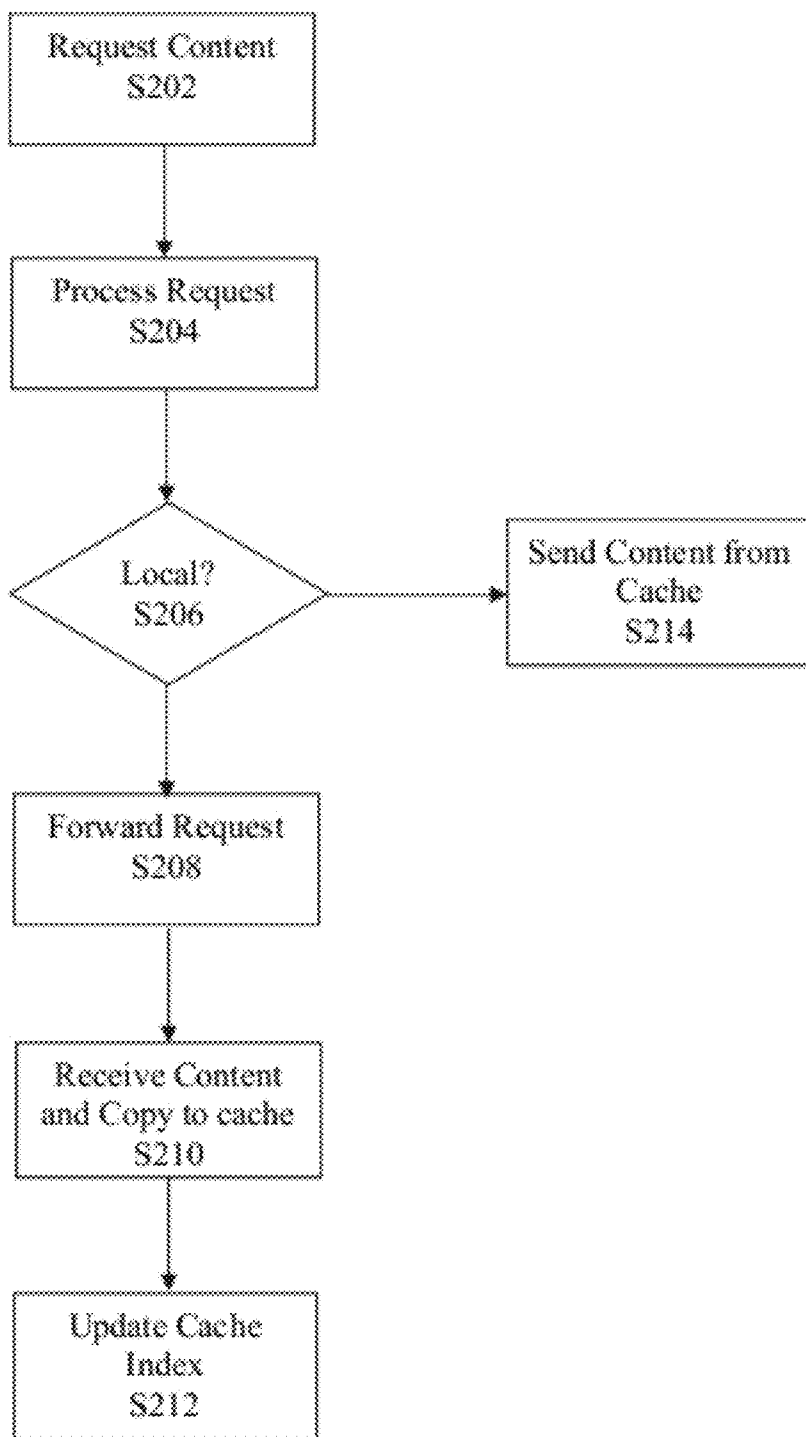 Request Content
S202
Process Request
S204
Local?
S206
Send Content from
Cache
S214
Forward Request
S208
Receive Content
and Copy to cache
S210
Update Cache
Index
S212